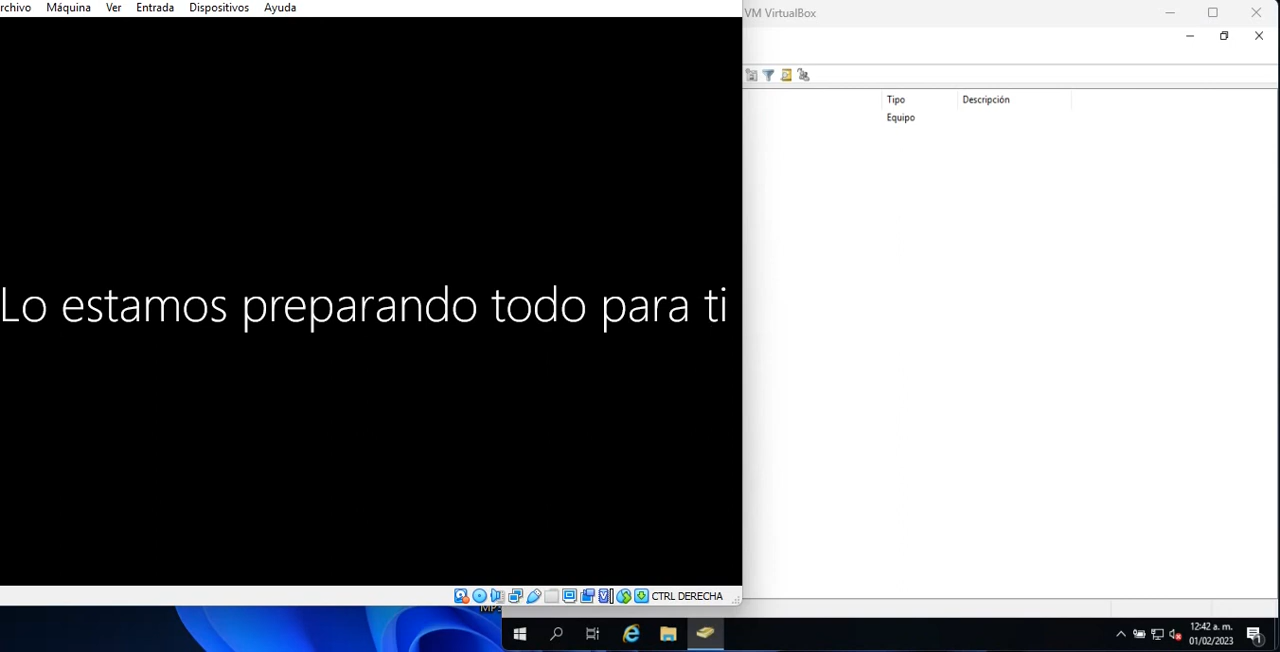 rchivo Máquina Ver Entrada Dispositivos Ayuda
VM VirtualBox
Tipo Descripción
Equipo
Lo estamos preparando todo para ti
CTRL DERECHA
12:42 a. m.
01/02/2023
1